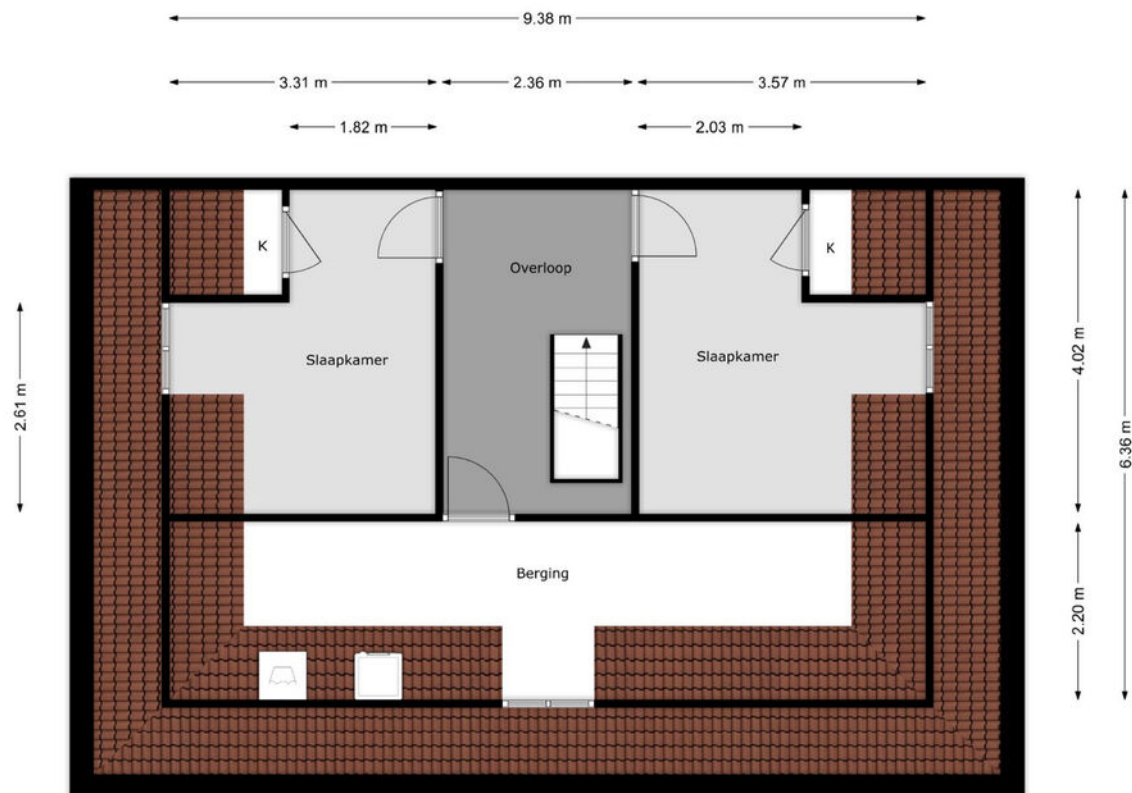 9.38 m
3.31 m
2.36 m
3.57 m
1.82 m
2.03 m
K
K
Overloop
Slaapkamer
Slaapkamer
2.61 m
4.02 m
6.36 m
Berging
2.20 m